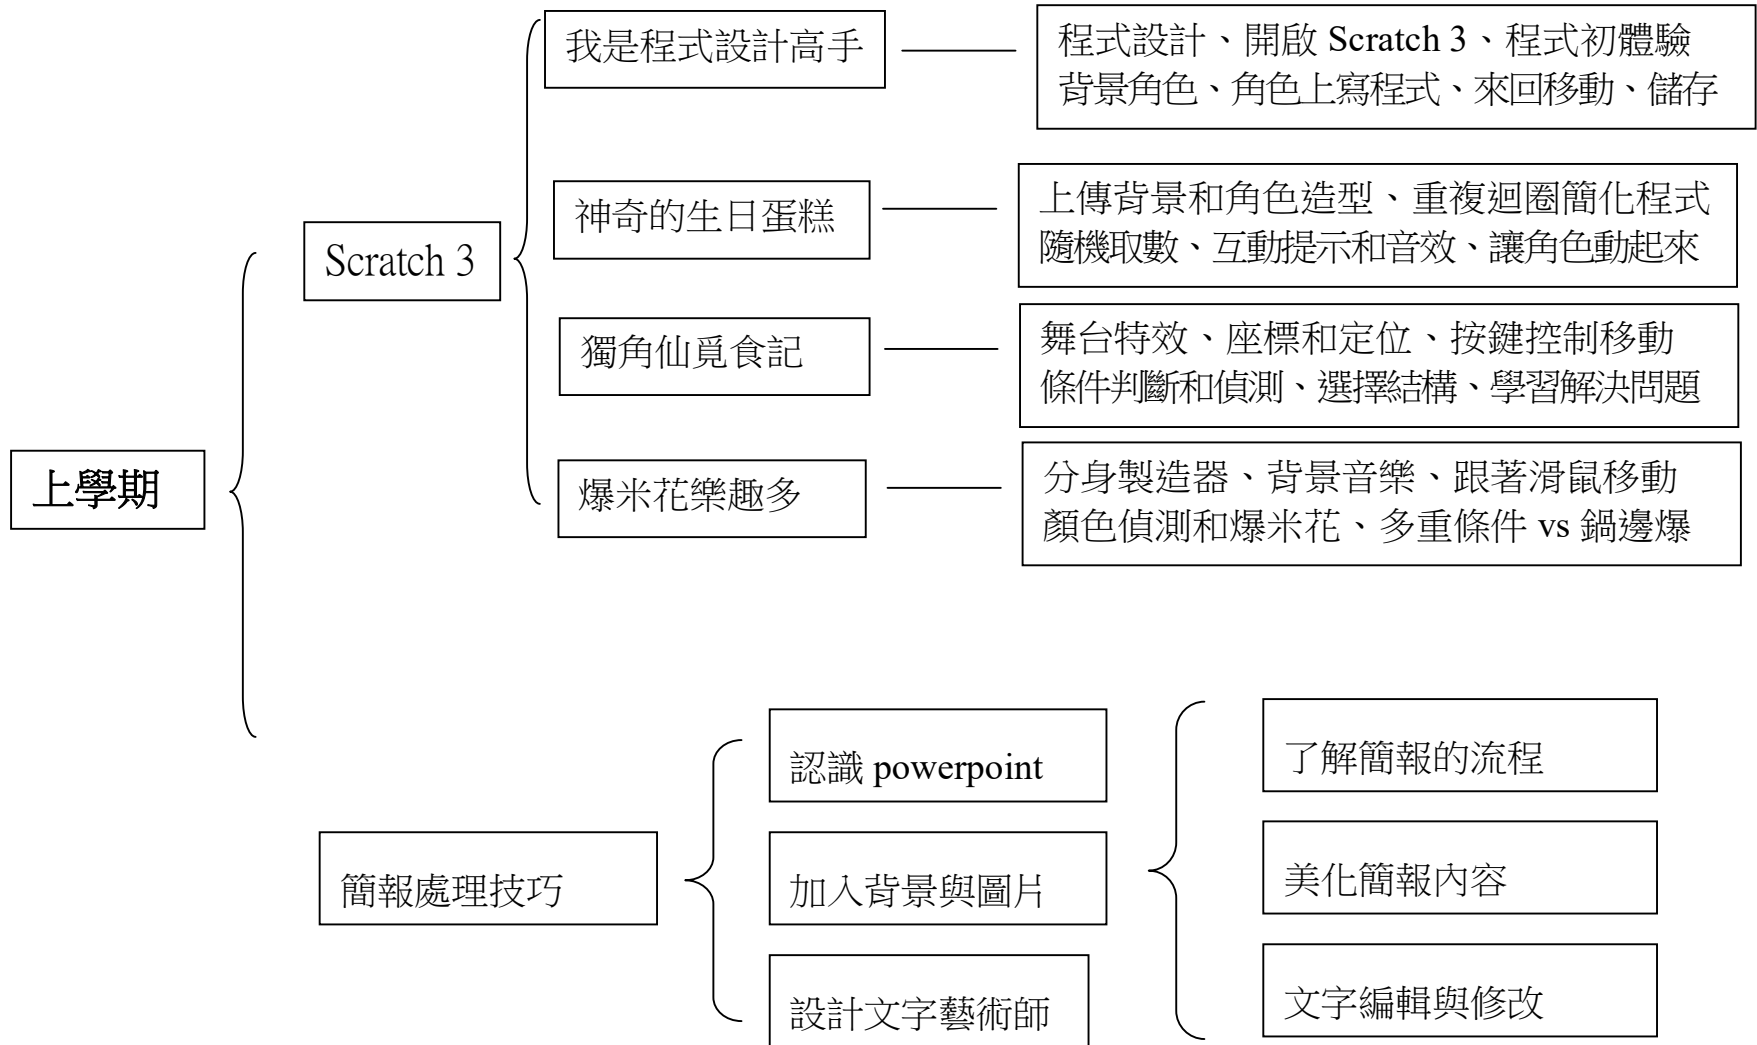 我是程式設計高手
程式設計、開啟 Scratch 3、程式初體驗
背景角色、角色上寫程式、來回移動、儲存
神奇的生日蛋糕
上傳背景和角色造型、重複迴圈簡化程式
隨機取數、互動提示和音效、讓角色動起來
Scratch 3
獨角仙覓食記
舞台特效、座標和定位、按鍵控制移動
條件判斷和偵測、選擇結構、學習解決問題
上學期
爆米花樂趣多
分身製造器、背景音樂、跟著滑鼠移動
顏色偵測和爆米花、多重條件 vs 鍋邊爆
認識 powerpoint
了解簡報的流程
簡報處理技巧
加入背景與圖片
美化簡報內容
設計文字藝術師
文字編輯與修改